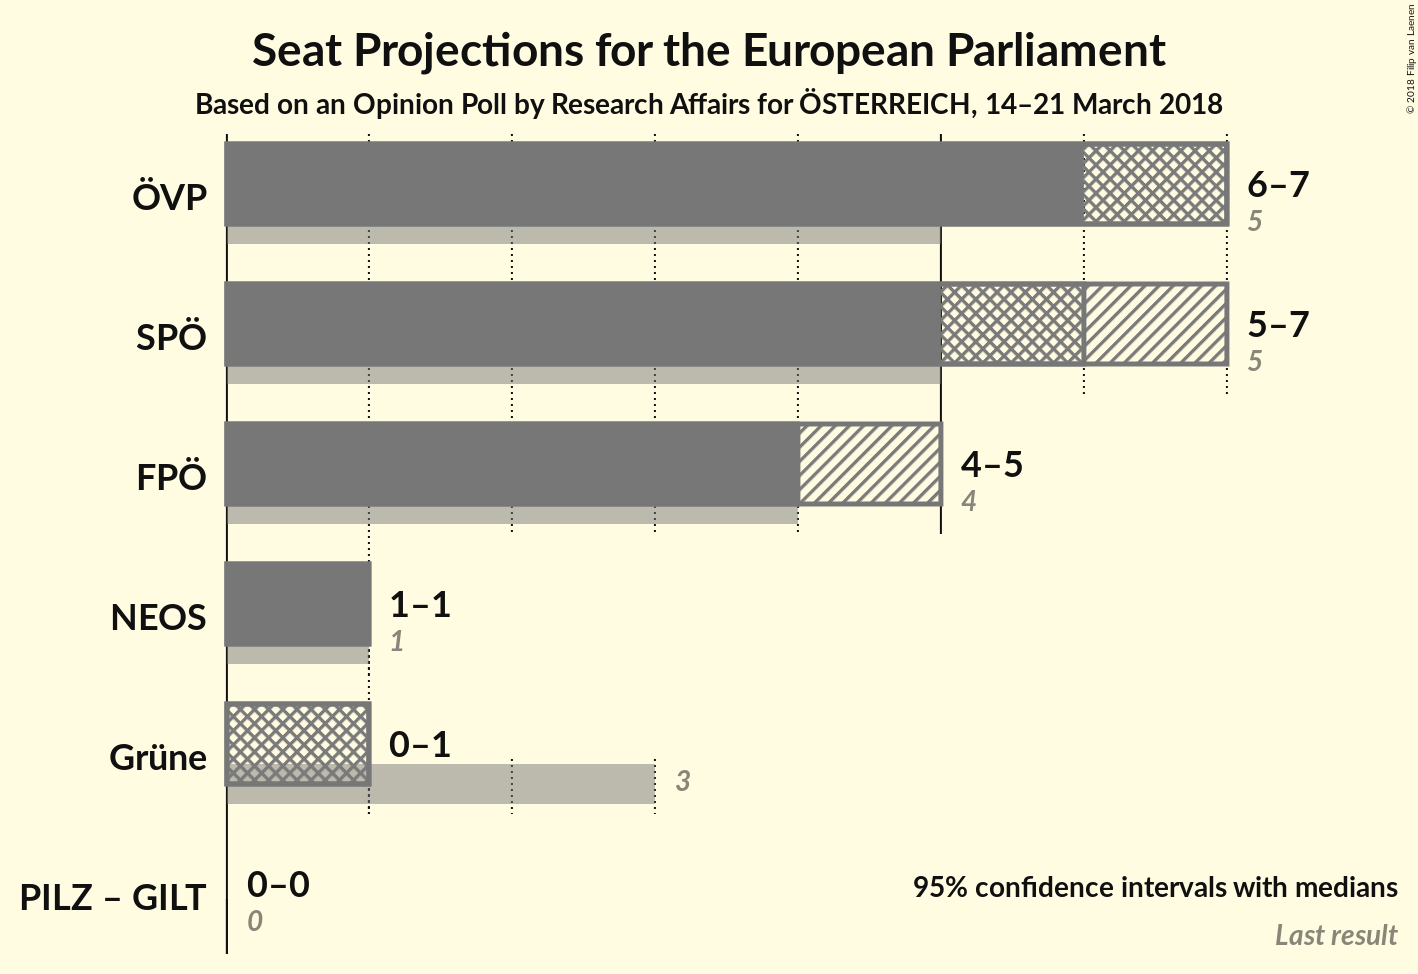 Seat Projections for the European Parliament
Based on an Opinion Poll by Research Affairs for ÖSTERREICH, 14–21 March 2018
© 2018 Filip van Laenen
ÖVP
6–7
5
SPÖ
5–7
5
FPÖ
4–5
4
NEOS
1–1
1
Grüne
0–1
3
PILZ – GILT
0–0
0
95% confidence intervals with medians
Last result